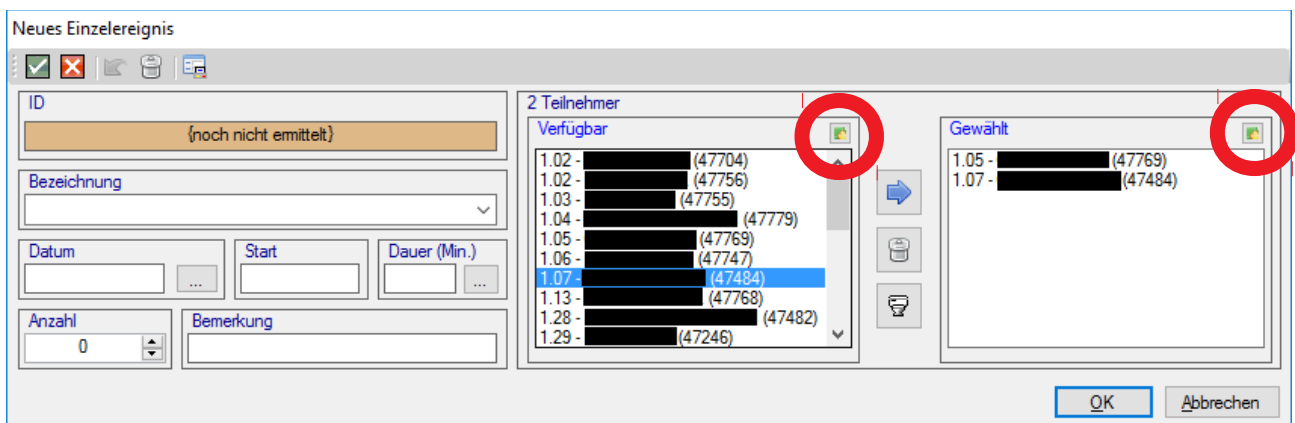 Neues Einzelereignis
ID
{noch nicht ermittelt}
Bezeichnung
Datum
Start
Dauer (Min.)
...
...
Anzahl
0
Bemerkung
2 Teilnehmer
Verfügbar
1.02 - (47704)
1.02 - (47756)
1.03 - (47755)
1.04 - (47779)
1.05 - (47769)
1.06 - (47747)
1.07 - (47484)
1.13 - (47768)
1.28 - (47482)
1.29 - (47246)
Gewählt
1.05 - (47769)
1.07 - (47484)
OK
Abbrechen